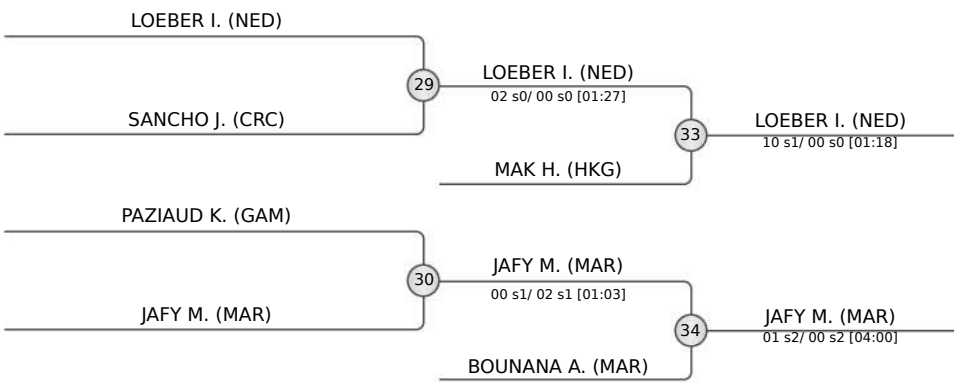 LOEBER I. (NED)
29
SANCHO J. (CRC)
LOEBER I. (NED)
02 s0/ 00 s0 [01:27]
33
MAK H. (HKG)
LOEBER I. (NED)
10 s1/ 00 s0 [01:18]
PAZIAUD K. (GAM)
30
JAFY M. (MAR)
JAFY M. (MAR)
00 s1/ 02 s1 [01:03]
34
BOUNANA A. (MAR)
JAFY M. (MAR)
01 s2/ 00 s2 [04:00]